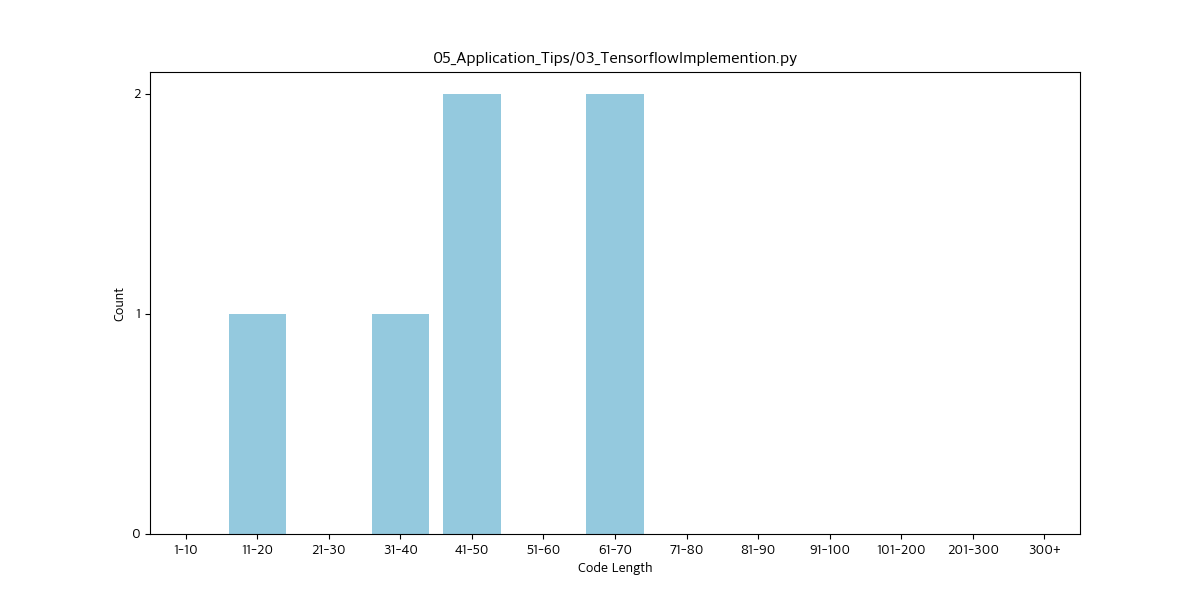 05_Application_Tips/03_TensorflowImplemention.py
2
1
0
Count
1-10 11-20 21-30 31-40 41-50 51-60 61-70 71-80 81-90 91-100 101-200 201-300 300+
Code Length